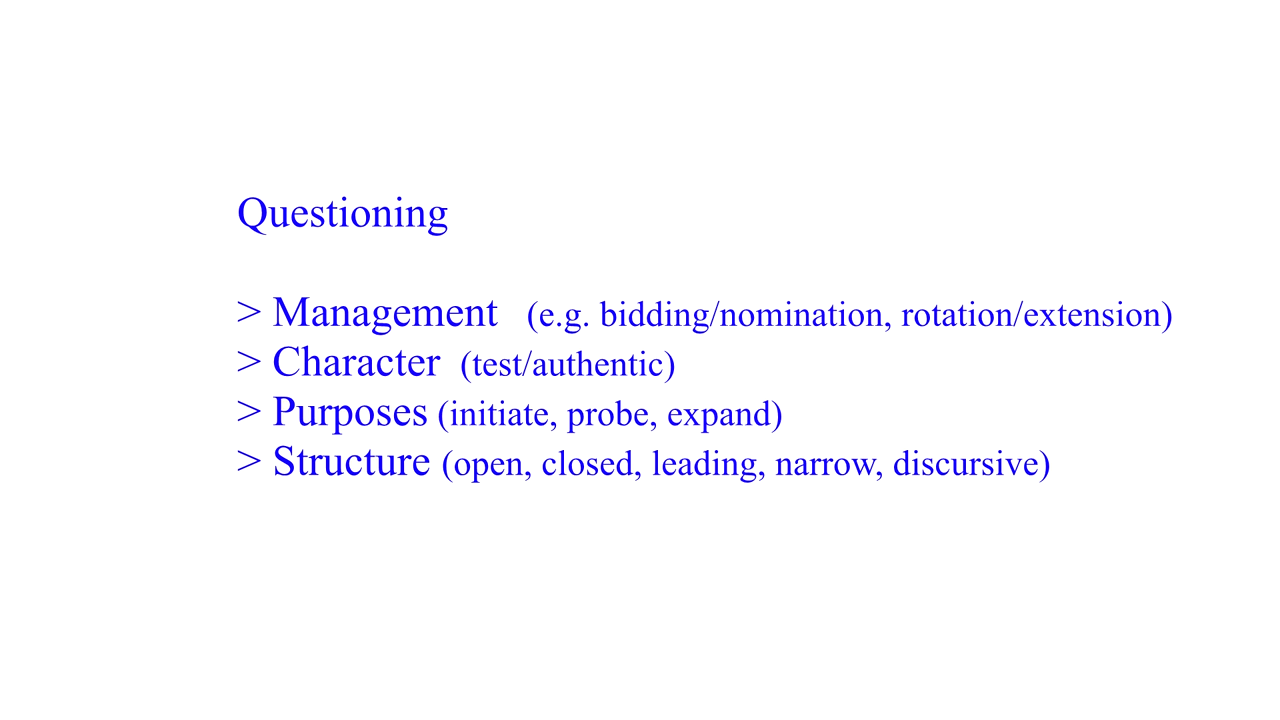 Questioning
> Management (e.g. bidding/nomination, rotation/extension)
> Character (test/authentic)
> Purposes (initiate, probe, expand)
> Structure (open, closed, leading, narrow, discursive)